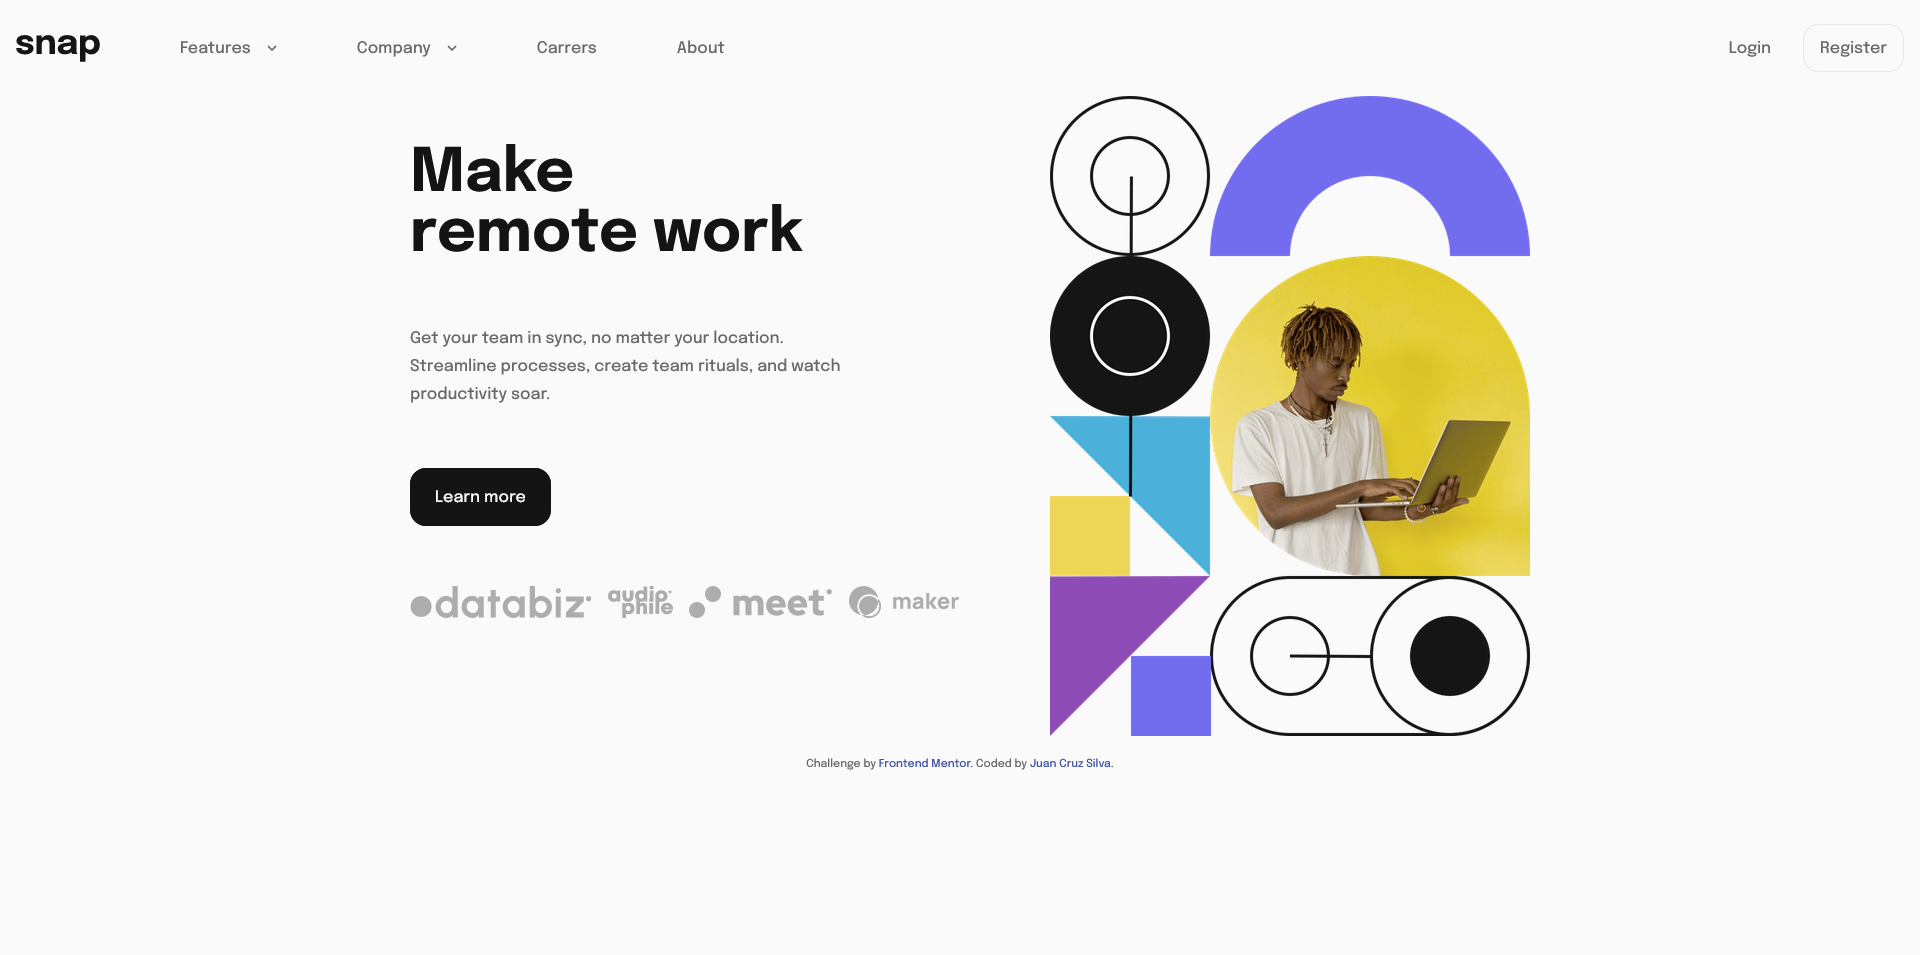 snap
Features
Company
Carrers
About
Login
Register
Make
remote work
Get your team in sync, no matter your location.
Streamline processes, create team rituals, and watch
productivity soar.
Learn more
databiz
audio
phile
meet
maker
Challenge by Frontend Mentor. Coded by Juan Cruz Silva.